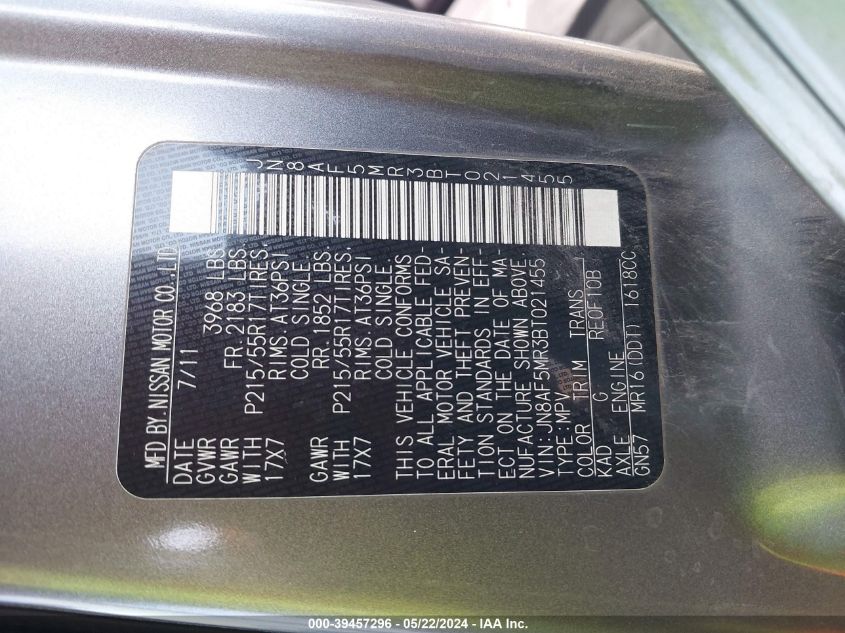 JN8AF5MR3BT021455
MFD BY NISSAN MOTOR CO.,LTD
DATE 7/11
GVWR 3968 LBS
GAWR FR. 2183 LBS.
WITH P215/55R17TIRES.
17X7 RIMS AT36PSI
COLD SINGLE
GAWR RR. 1852 LBS.
WITH P215/55R17TIRES.
17X7 RIMS AT36PSI
COLD SINGLE
THIS VEHICLE CONFORMS
TO ALL APPLICABLE FED-
ERAL MOTOR VEHICLE SA-
FETY AND THEFT PREVEN-
TION STANDARDS IN EFF-
ECT ON THE DATE OF MA-
NUFACTURE SHOWN ABOVE.
VIN:JN8AF5MR3BT021455
TYPE:MPV
COLOR TRIM TRANS
KAD G RE0F10B
AXLE ENGINE
GN57 MR16(DDT) 1618CC
000-39457296 - 05/22/2024 - © IAA Inc.